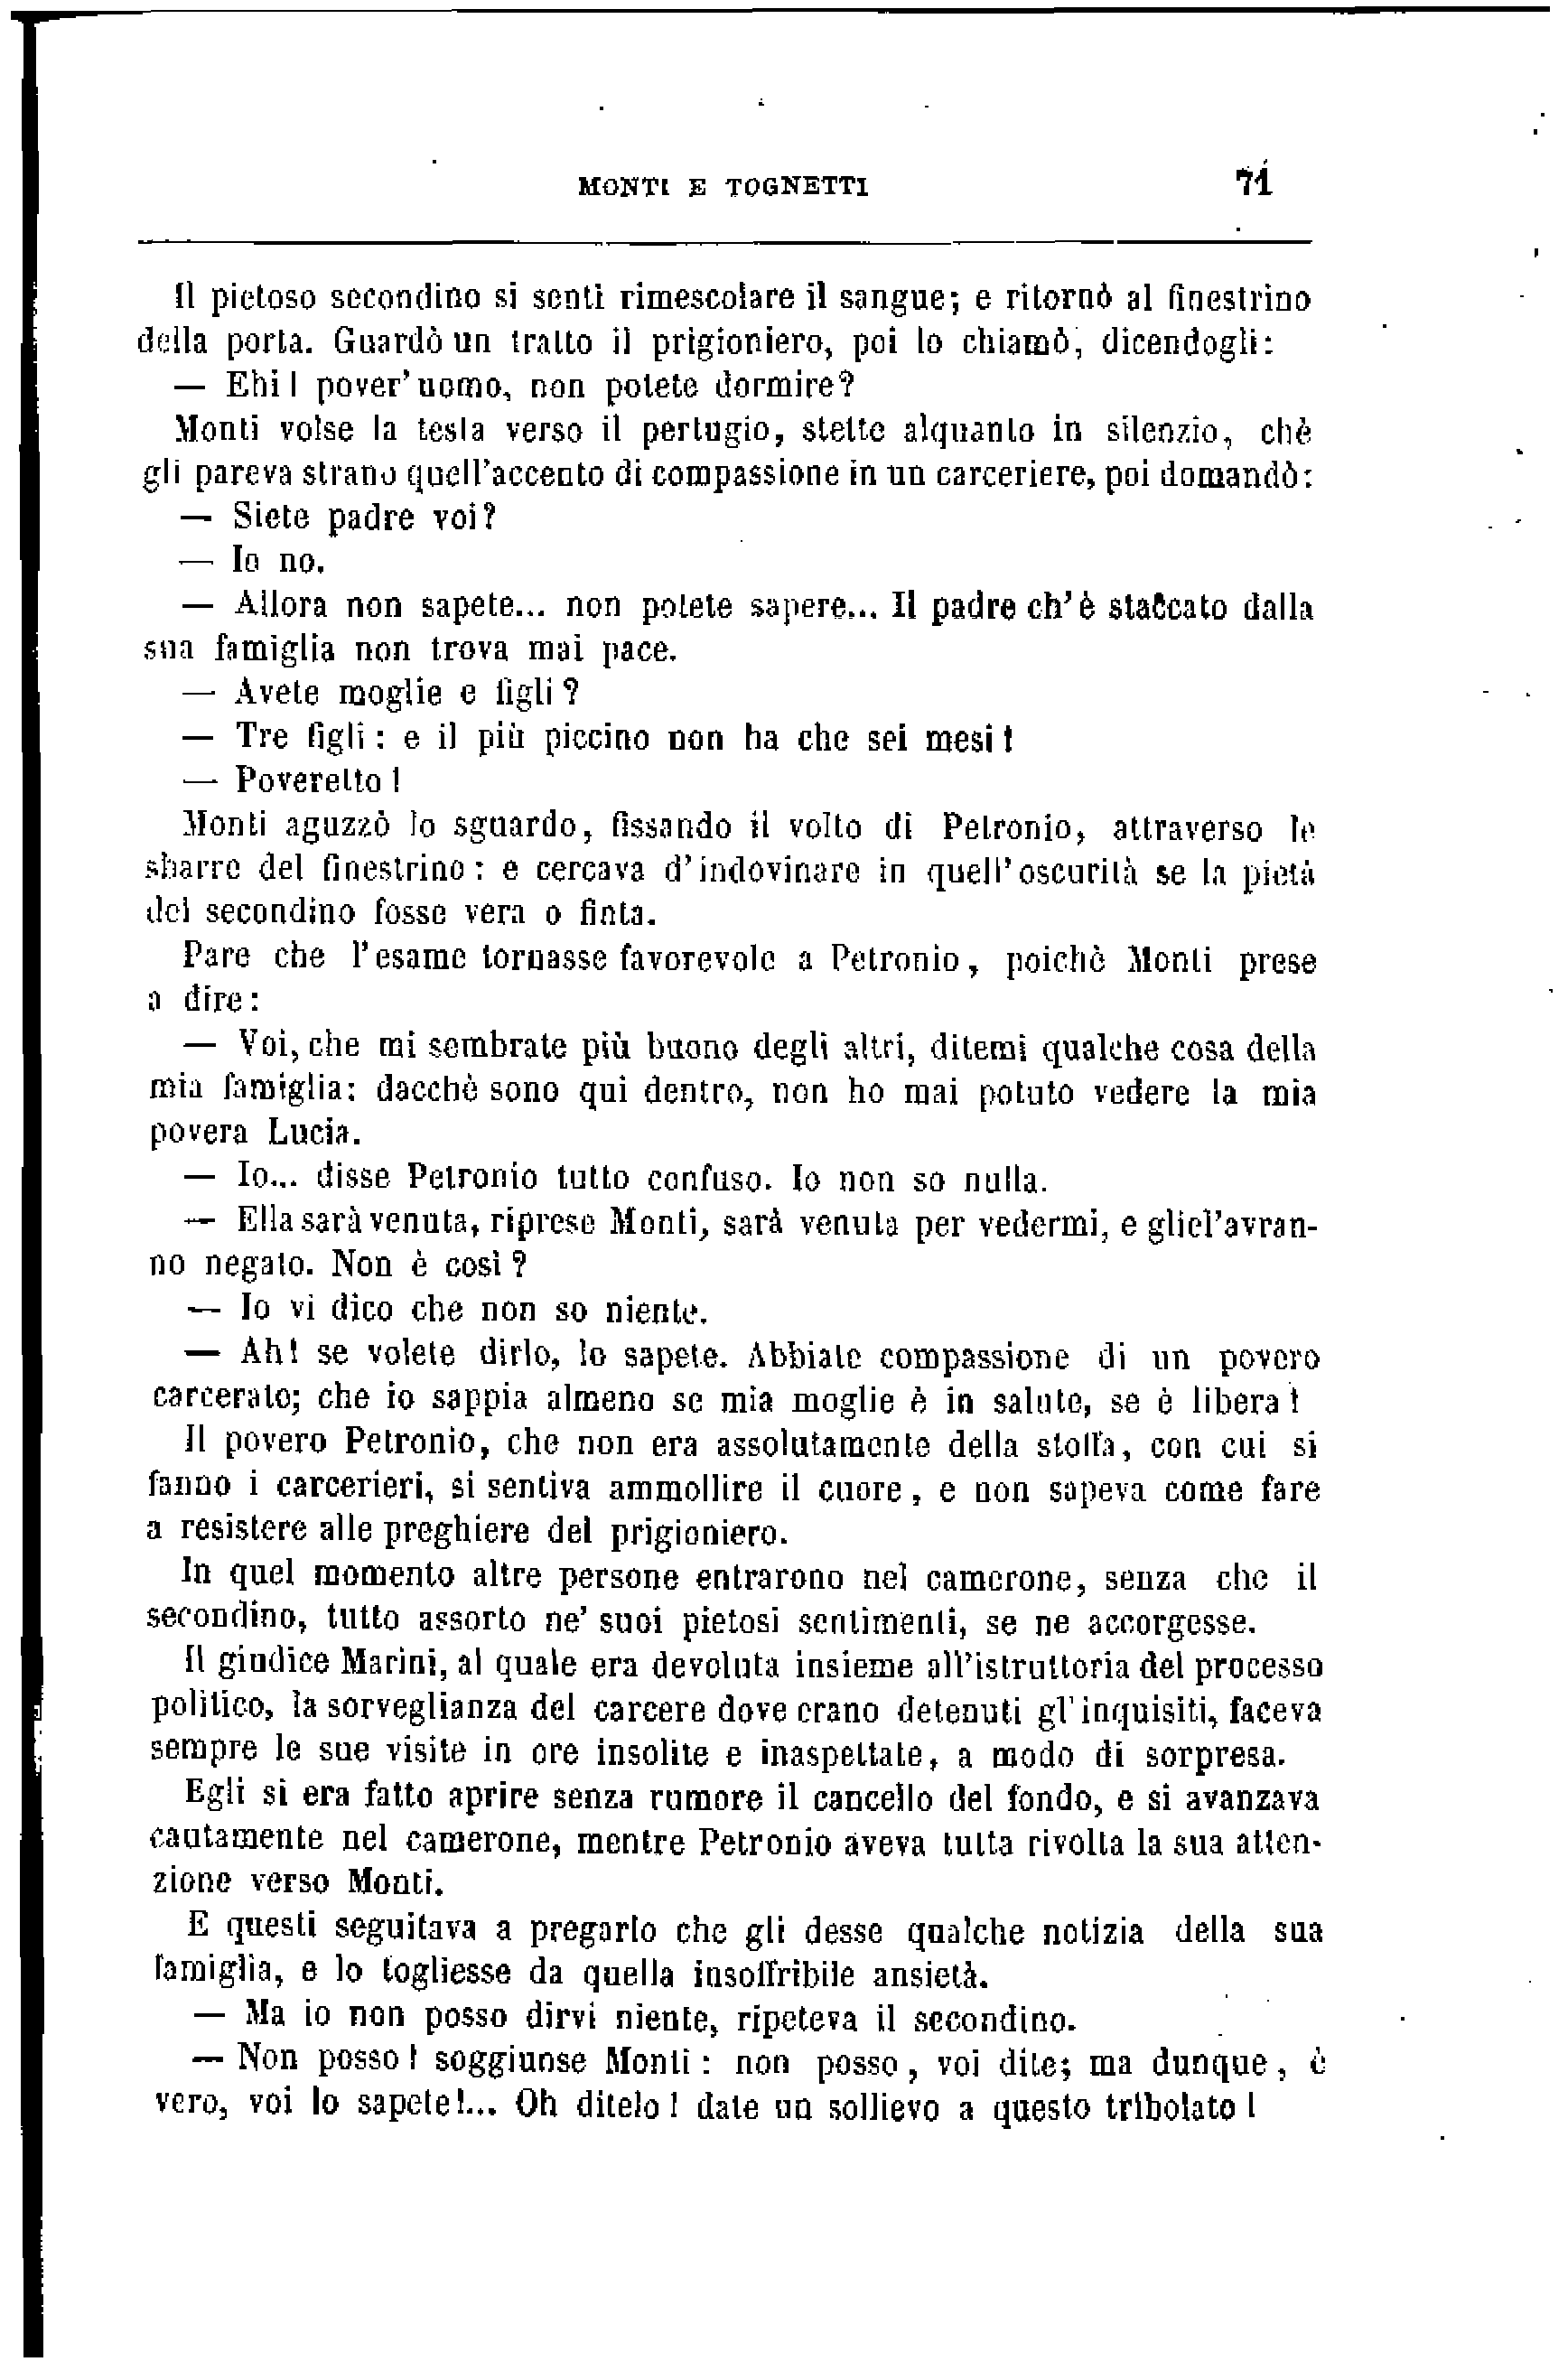 MONTI E TOGNETTI 71
Il pietoso secondino si sentì rimescolare il sangue; e ritornò al finestrino
della porta. Guardò un tratto il prigioniero, poi lo chiamò, dicendogli:
— Ehi! pover'uomo, non potete dormire?
Monti volse la testa verso il pertugio, stette alquanto in silenzio, chè
gli pareva strano quell'accento di compassione in un carceriere, poi domandò:
— Siete padre voi?
— Io no.
— Allora non sapete... non potete sapere... Il padre ch'è staccato dalla
sua famiglia non trova mai pace.
— Avete moglie e figli?
— Tre figli: e il più piccino non ha che sei mesi!
— Poveretto!
Monti aguzzò lo sguardo, fissando il volto di Petronio, attraverso le
sbarre del finestrino: e cercava d'indovinare in quell'oscurità se la pietà
del secondino fosse vera o finta.
Pare che l'esame tornasse favorevole a Petronio, poichè Monti prese
a dire:
— Voi, che mi sembrate più buono degli altri, ditemi qualche cosa della
mia famiglia: dacchè sono qui dentro, non ho mai potuto vedere la mia
povera Lucia.
— Io... disse Petronio tutto confuso. Io non so nulla.
— Ella sarà venuta, riprese Monti, sarà venuta per vedermi, e gliel'avran-
no negato. Non è così?
— Io vi dico che non so niente.
— Ah! se volete dirlo, lo sapete. Abbiate compassione di un povero
carcerato; che io sappia almeno se mia moglie è in salute, se è libera!
Il povero Petronio, che non era assolutamente della stoffa, con cui si
fanno i carcerieri, si sentiva ammollire il cuore, e non sapeva come fare
a resistere alle preghiere del prigioniero.
In quel momento altre persone entrarono nel camerone, senza che il
secondino, tutto assorto ne' suoi pietosi sentimenti, se ne accorgesse.
Il giudice Marini, al quale era devoluta insieme all'istruttoria del processo
politico, la sorveglianza del carcere dove erano detenuti gl'inquisiti, faceva
sempre le sue visite in ore insolite e inaspettate, a modo di sorpresa.
Egli si era fatto aprire senza rumore il cancello del fondo, e si avanzava
cautamente nel camerone, mentre Petronio aveva tutta rivolta la sua atten-
zione verso Monti.
E questi seguitava a pregarlo che gli desse qualche notizia della sua
famiglia, e lo togliesse da quella insoffribile ansietà.
— Ma io non posso dirvi niente, ripeteva il secondino.
— Non posso! soggiunse Monti: non posso, voi dite; ma dunque, è
vero, voi lo sapete!... Oh ditelo! date un sollievo a questo tribolato!